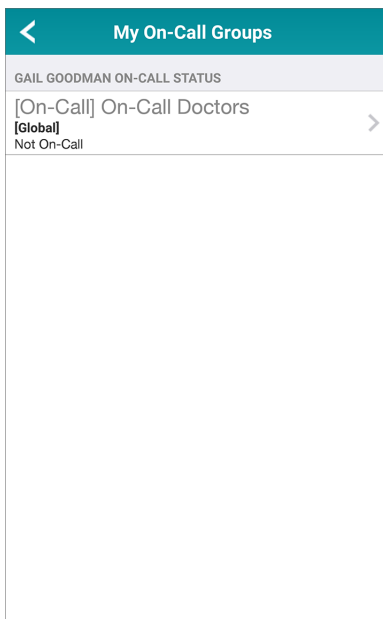 My On-Call Groups
GAIL GOODMAN ON-CALL STATUS
[On-Call] On-Call Doctors
[Global]
Not On-Call